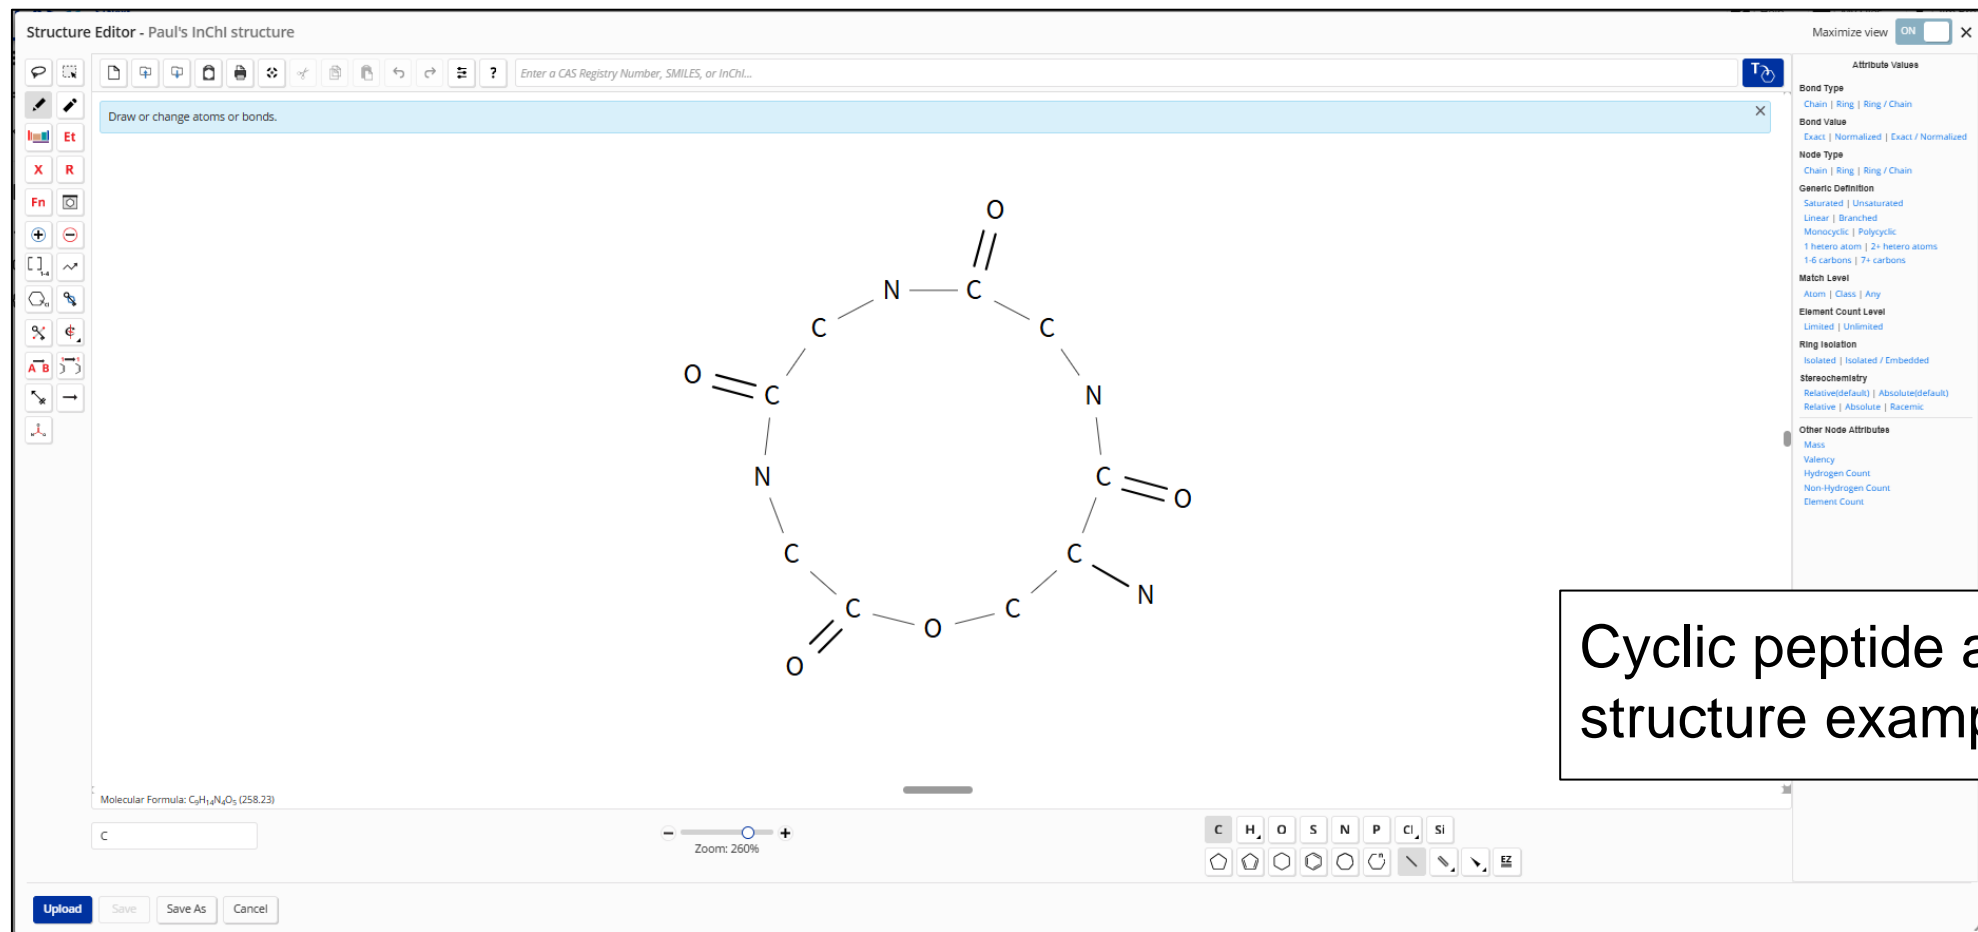 Structure Editor - Paul's InChI structure
Maximize view ON
Enter a CAS Registry Number, SMILES, or InChI...
Draw or change atoms or bonds.
Et
X R
Fn
1-4
A B
O
N C
C C
O C N
N C O
C C N
C O C
O
Molecular Formula: C₉H₁₄N₄O₅ (258.23)
C
Zoom: 260%
C H O S N P Cl Si
EZ
Upload Save Save As Cancel
Attribute Values
Bond Type
Chain | Ring | Ring / Chain
Bond Value
Exact | Normalized | Exact / Normalized
Node Type
Chain | Ring | Ring / Chain
Generic Definition
Saturated | Unsaturated
Linear | Branched
Monocyclic | Polycyclic
1 hetero atom | 2+ hetero atoms
1-6 carbons | 7+ carbons
Match Level
Atom | Class | Any
Element Count Level
Limited | Unlimited
Ring Isolation
Isolated | Isolated / Embedded
Stereochemistry
Relative(default) | Absolute(default)
Relative | Absolute | Racemic
Other Node Attributes
Mass
Valency
Hydrogen Count
Non-Hydrogen Count
Element Count
Cyclic peptide
structure